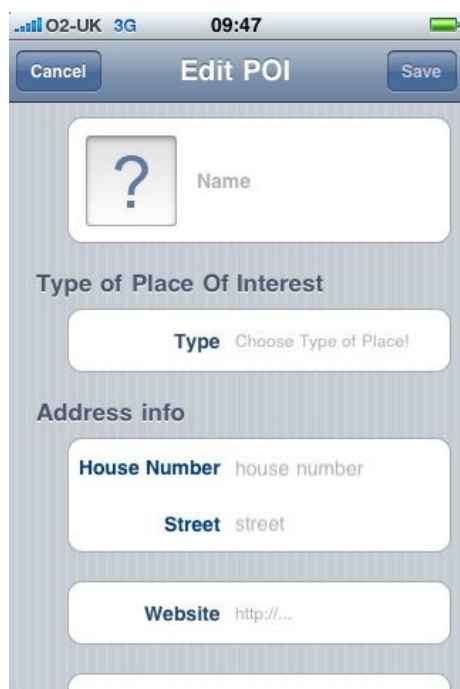 O2-UK 3G 09:47
Cancel Edit POI Save
? Name
Type of Place Of Interest
Type Choose Type of Place!
Address info
House Number house number
Street street
Website http://...